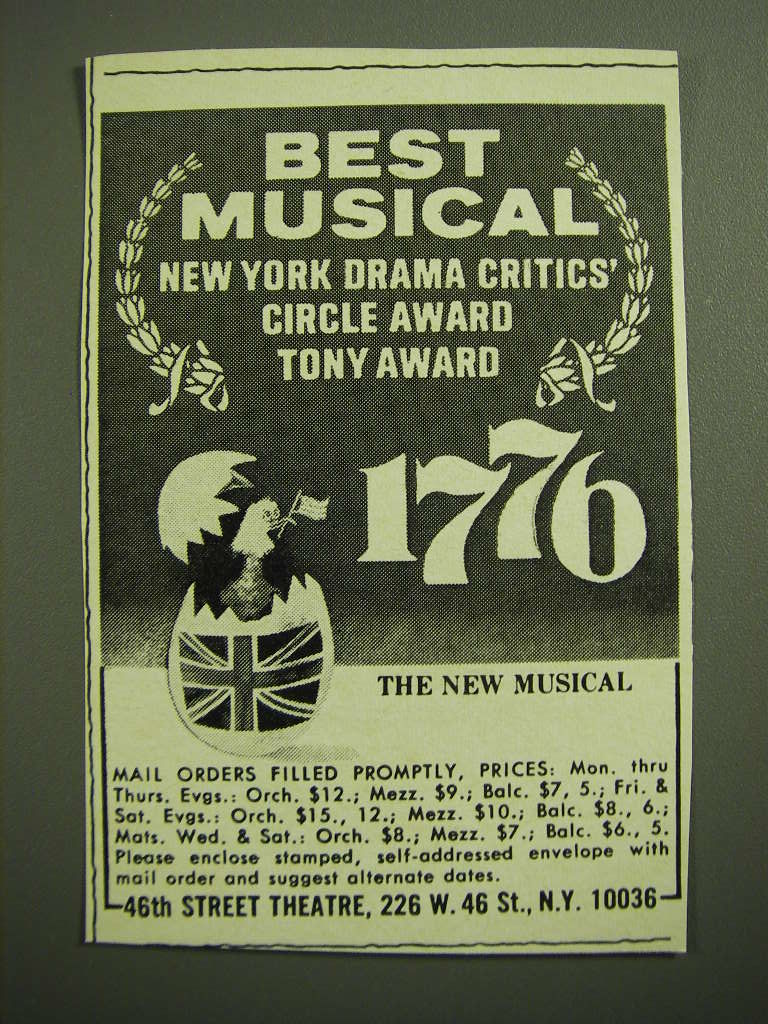 BEST
MUSICAL
NEW YORK DRAMA CRITICS'
CIRCLE AWARD
TONY AWARD
1776
THE NEW MUSICAL
MAIL ORDERS FILLED PROMPTLY, PRICES: Mon. thru
Thurs. Evgs.: Orch. $12.; Mezz. $9.; Balc. $7, 5.; Fri. &
Sat. Evgs.: Orch. $15., 12.; Mezz. $10.; Balc. $8., 6.;
Mats. Wed. & Sat.: Orch. $8.; Mezz. $7.; Balc. $6., 5.
Please enclose stamped, self-addressed envelope with
mail order and suggest alternate dates.
46th STREET THEATRE, 226 W. 46 St., N.Y. 10036